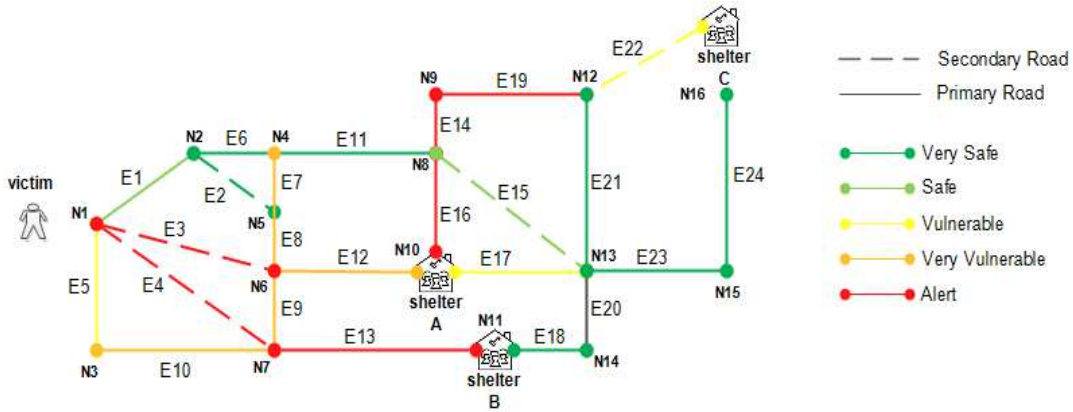 E22
shelter
C
N9
E19
N12
N16
Secondary Road
Primary Road
N2
E6
N4
E11
E14
N8
Very Safe
victim
E1
E2
E7
E15
E21
E24
Safe
N1
E3
N5
E16
Vulnerable
E8
N10
E12
E17
N13
E23
Very Vulnerable
E5
E4
N6
shelter
A
N15
Alert
E9
E13
N11
E18
E20
N3
E10
N7
shelter
B
N14